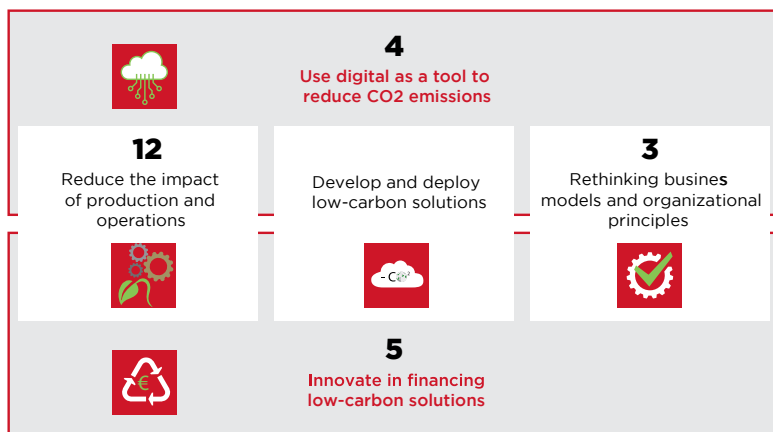 4
Use digital as a tool to
reduce CO2 emissions
12
Reduce the impact
of production and
operations
Develop and deploy
low-carbon solutions
3
Rethinking busines
models and organizational
principles
€
5
Innovate in financing
low-carbon solutions